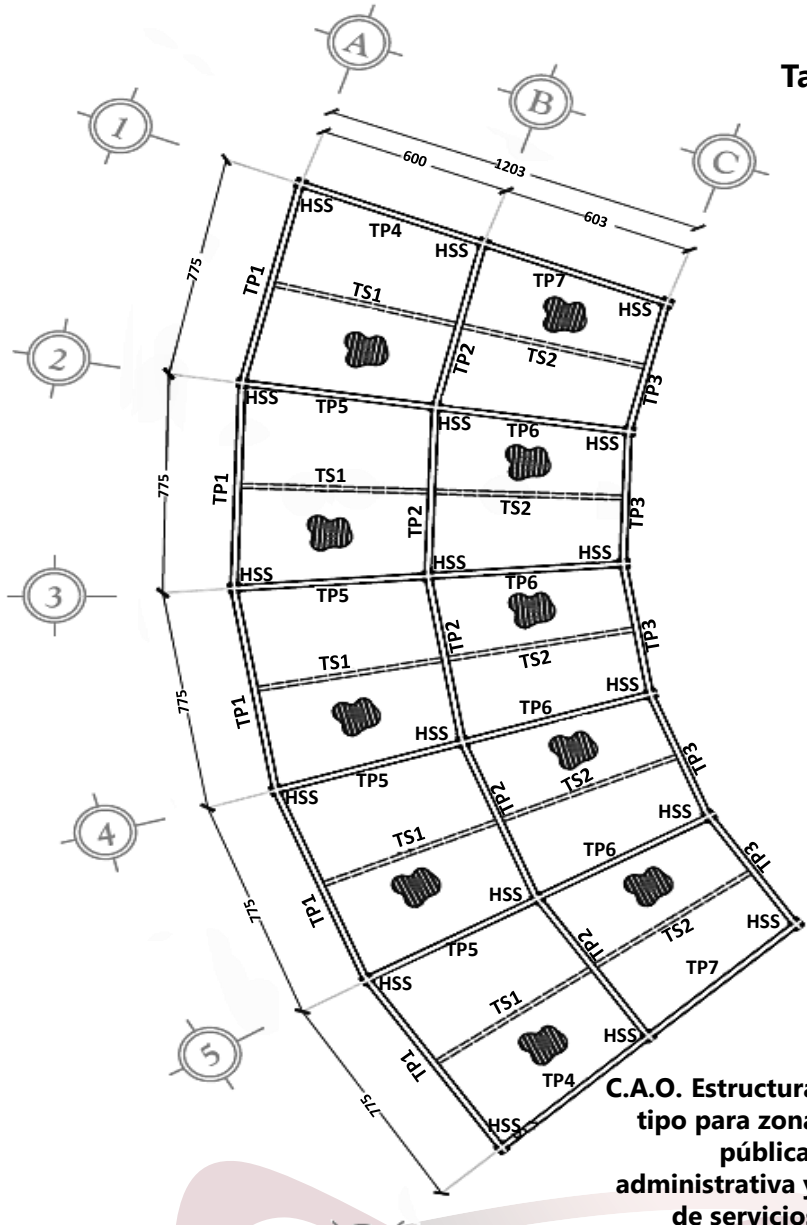 A
Ta
B
1
600
1203
C
603
HSS
TP4
HSS
775
TP1
TP7
TS1
HSS
2
TP2
TS2
TP3
HSS
TP5
HSS
TP6
HSS
775
TP1
TS1
TP2
TS2
TP3
HSS
HSS
HSS
3
TP5
TP6
TP2
TP3
TS1
TS2
HSS
775
TP1
HSS
TP6
TP5
HSS
TP2
TS2
TP3
4
TS1
HSS
TP6
775
TP1
HSS
TP3
TP5
TP2
TS2
HSS
HSS
TP7
5
TS1
HSS
TP1
TP4
775
HSS
C.A.O. Estructura
tipo para zona
pública
administrativa y
de servicio